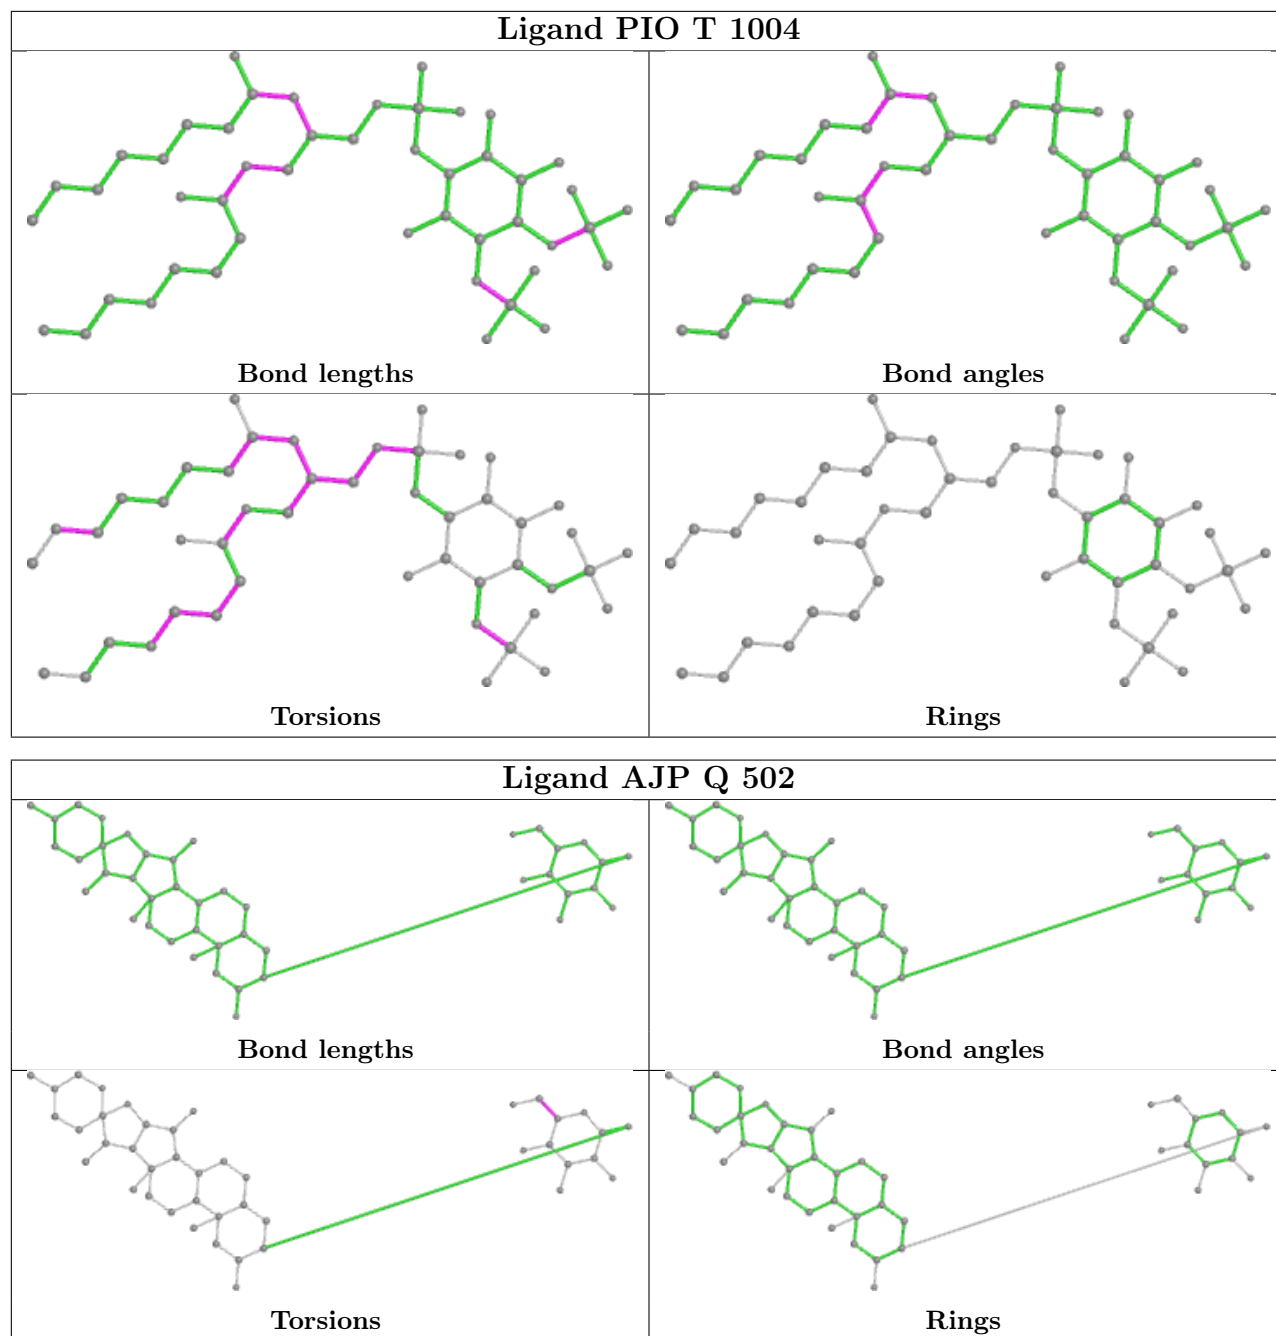 Ligand PIO T 1004
Bond lengths
Bond angles
Torsions
Rings
Ligand AJP Q 502
Bond lengths
Bond angles
Torsions
Rings